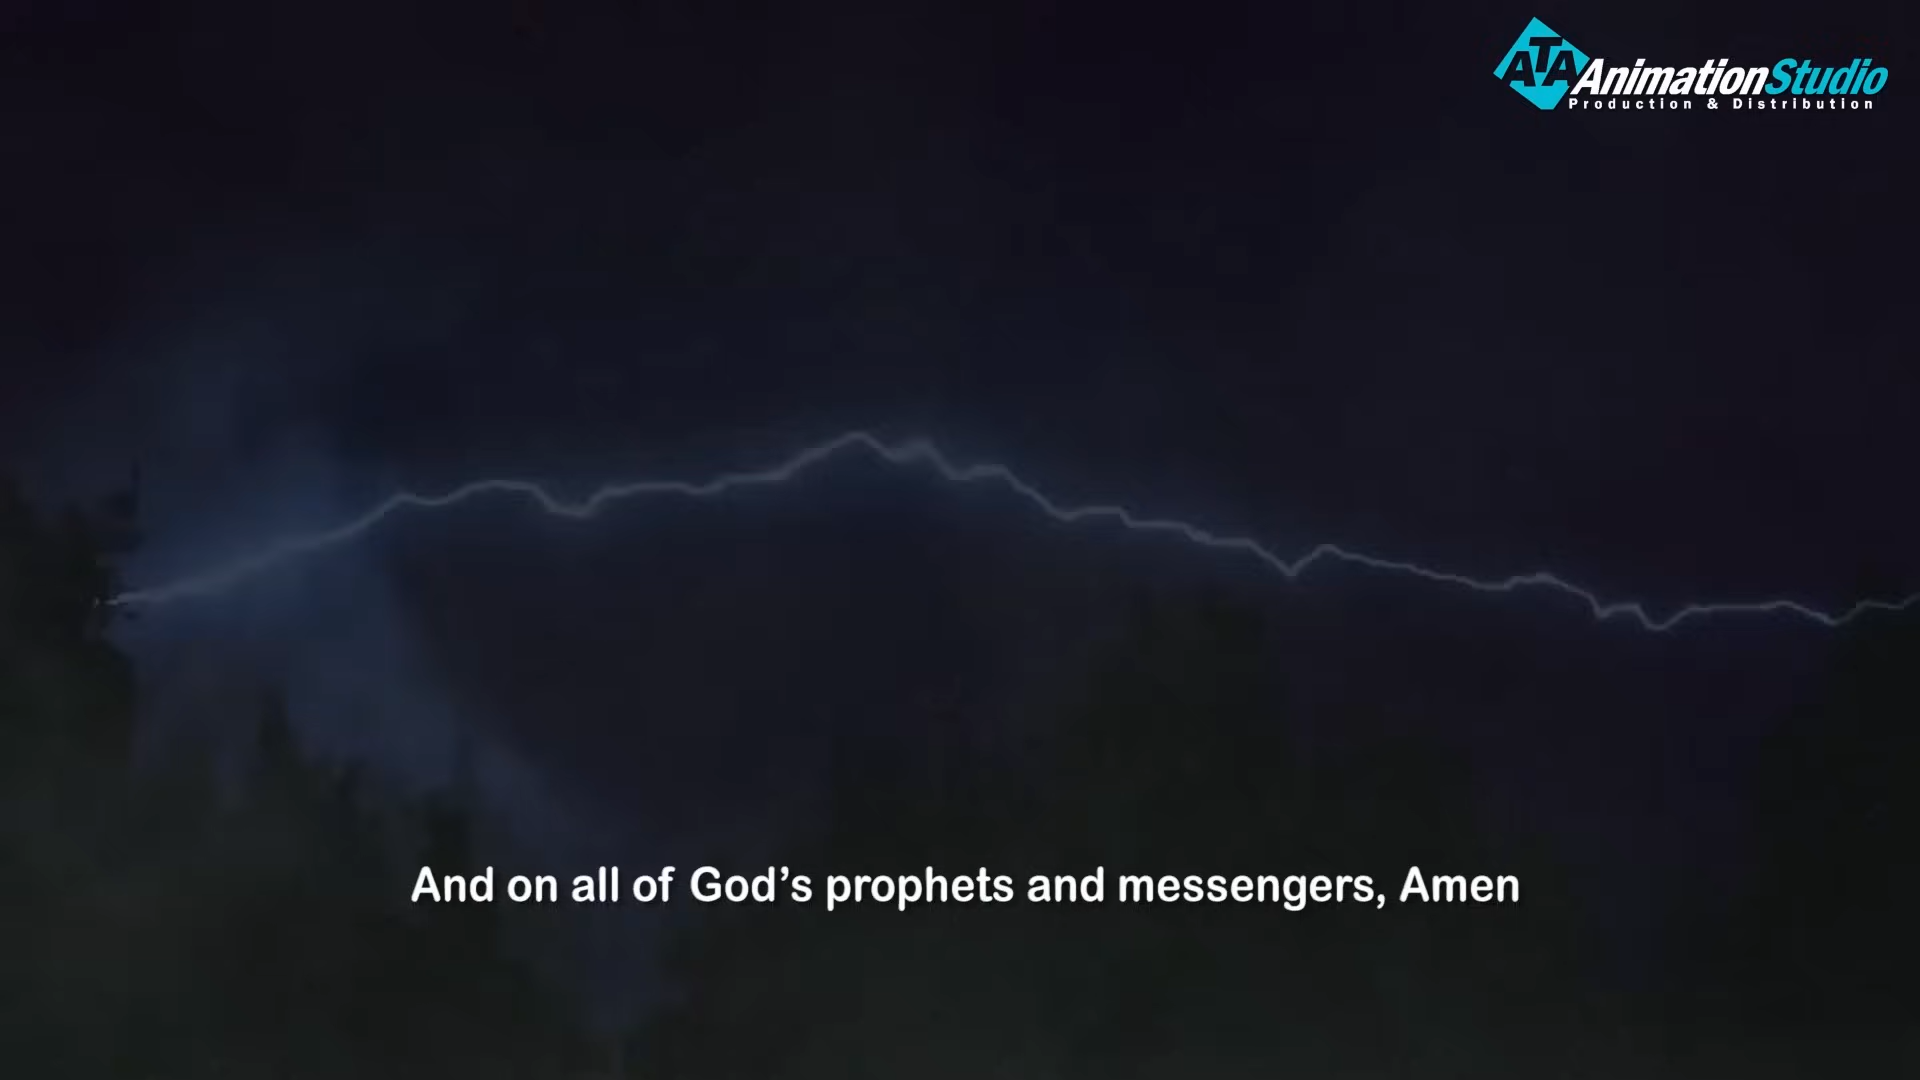 ATA AnimationStudio
Production & Distribution
And on all of God’s prophets and messengers, Amen